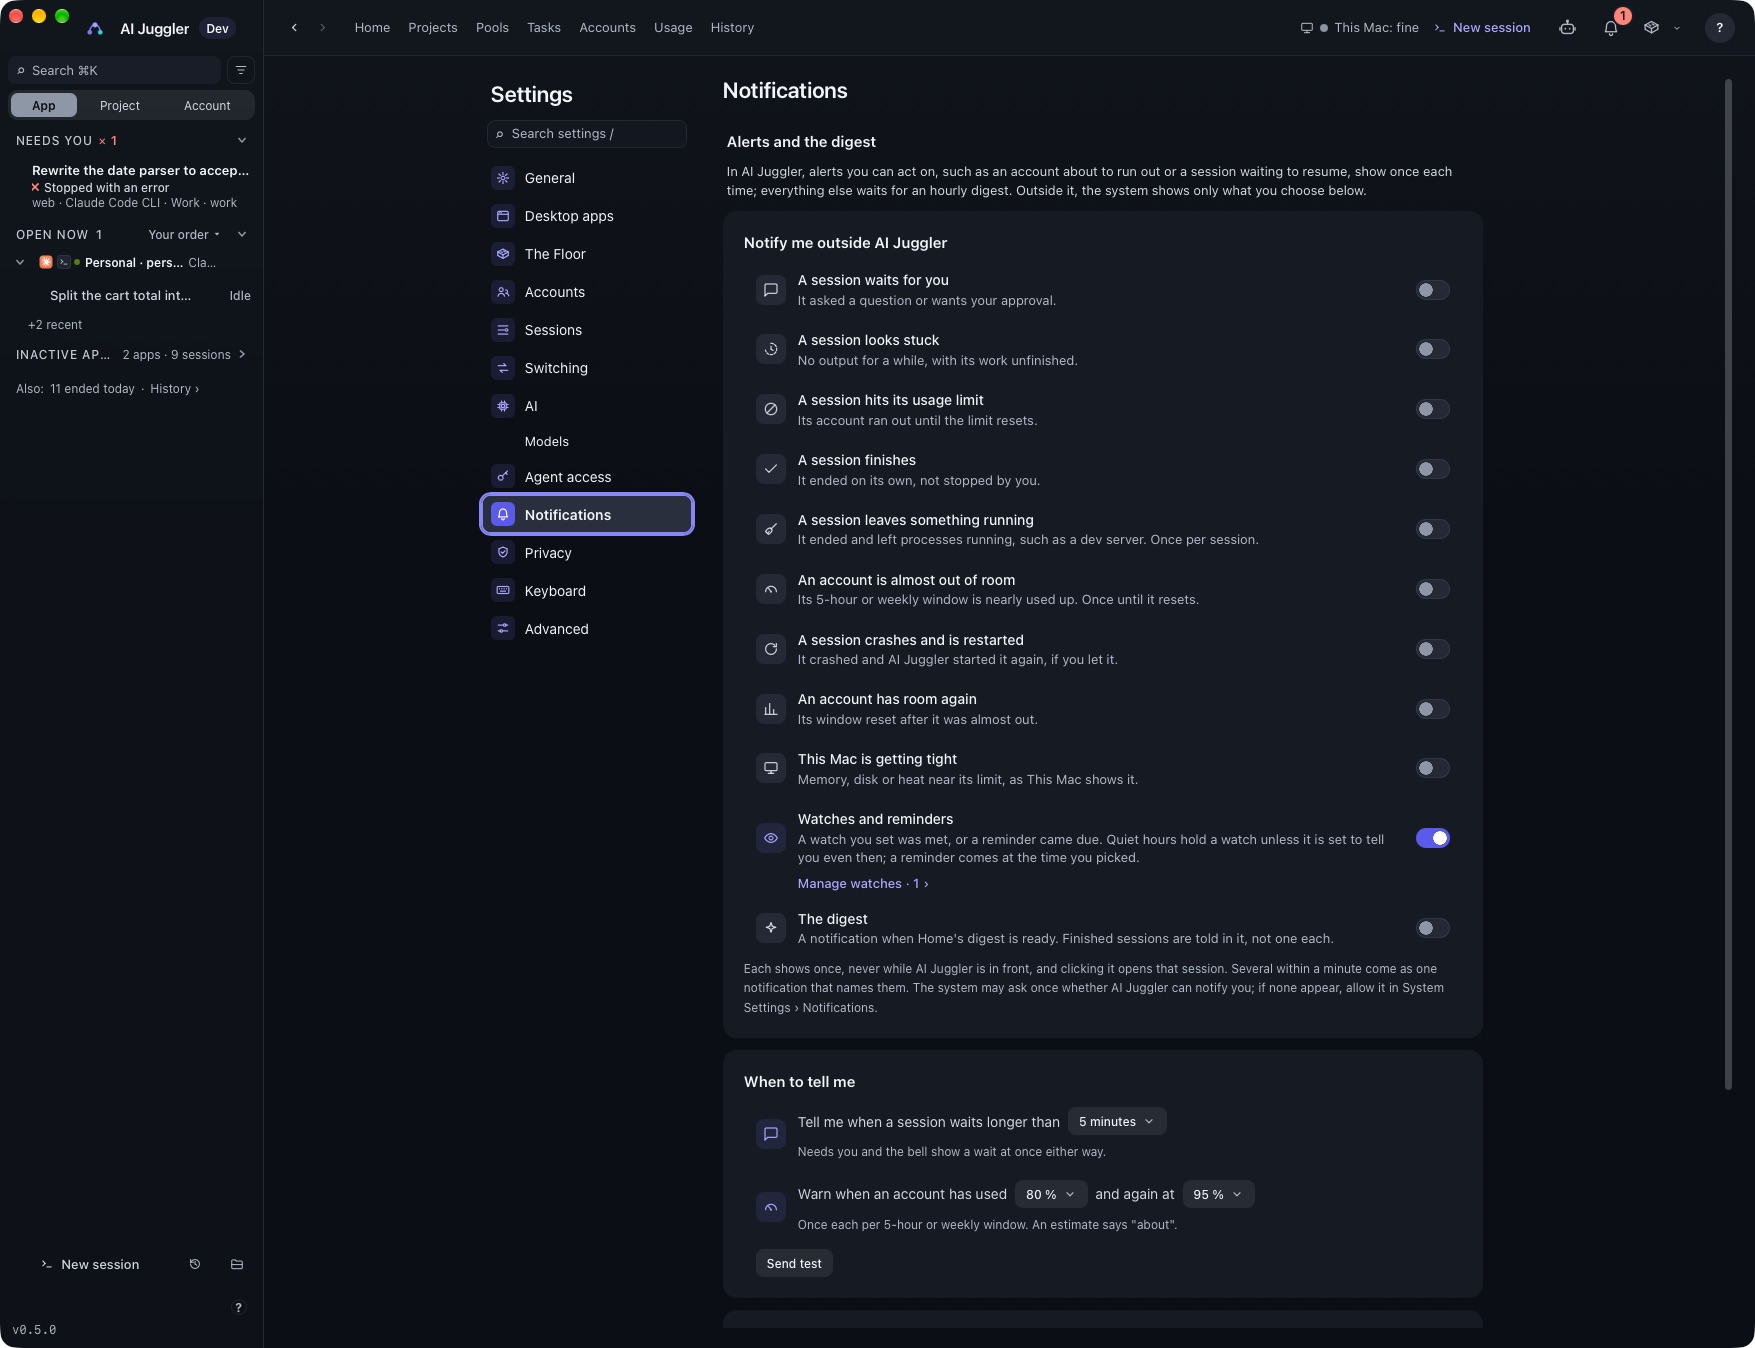 AI Juggler Dev
Search ⌘K
App Project Account
NEEDS YOU × 1
Rewrite the date parser to accep...
× Stopped with an error
web · Claude Code CLI · Work · work
OPEN NOW 1 Your order
Personal · pers... Cla...
Split the cart total int... Idle
+2 recent
INACTIVE AP... 2 apps · 9 sessions
Also: 11 ended today · History ›
New session
?
v0.5.0
Home Projects Pools Tasks Accounts Usage History
This Mac: fine New session 1 ?
Settings
Search settings /
General
Desktop apps
The Floor
Accounts
Sessions
Switching
AI
Models
Agent access
Notifications
Privacy
Keyboard
Advanced
Notifications
Alerts and the digest
In AI Juggler, alerts you can act on, such as an account about to run out or a session waiting to resume, show once each
time; everything else waits for an hourly digest. Outside it, the system shows only what you choose below.
Notify me outside AI Juggler
A session waits for you
It asked a question or wants your approval.
A session looks stuck
No output for a while, with its work unfinished.
A session hits its usage limit
Its account ran out until the limit resets.
A session finishes
It ended on its own, not stopped by you.
A session leaves something running
It ended and left processes running, such as a dev server. Once per session.
An account is almost out of room
Its 5-hour or weekly window is nearly used up. Once until it resets.
A session crashes and is restarted
It crashed and AI Juggler started it again, if you let it.
An account has room again
Its window reset after it was almost out.
This Mac is getting tight
Memory, disk or heat near its limit, as This Mac shows it.
Watches and reminders
A watch you set was met, or a reminder came due. Quiet hours hold a watch unless it is set to tell
you even then; a reminder comes at the time you picked.
Manage watches · 1 ›
The digest
A notification when Home's digest is ready. Finished sessions are told in it, not one each.
Each shows once, never while AI Juggler is in front, and clicking it opens that session. Several within a minute come as one
notification that names them. The system may ask once whether AI Juggler can notify you; if none appear, allow it in System
Settings › Notifications.
When to tell me
Tell me when a session waits longer than 5 minutes
Needs you and the bell show a wait at once either way.
Warn when an account has used 80 % and again at 95 %
Once each per 5-hour or weekly window. An estimate says "about".
Send test